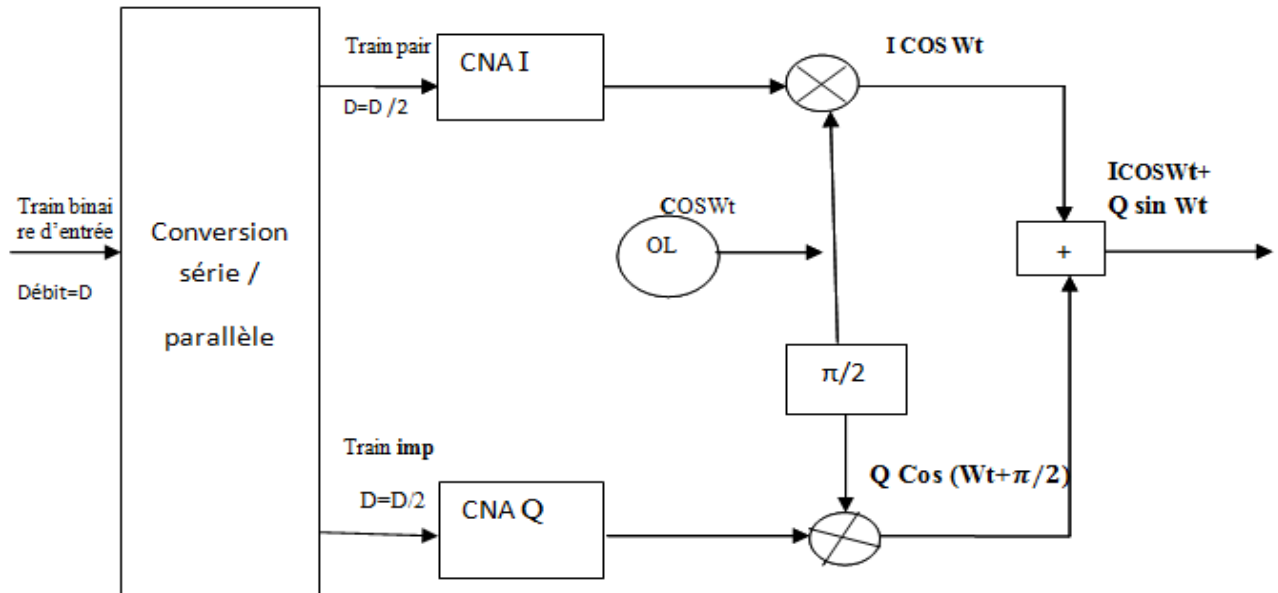 Train pair
CNA I
I COS Wt
D=D /2
Train binai
re d'entrée
Débit=D
Conversion
série /
parallèle
COSWt
OL
ICOSWt+
Q sin Wt
+
π/2
Train imp
D=D/2
CNA Q
Q Cos (Wt+π/2)